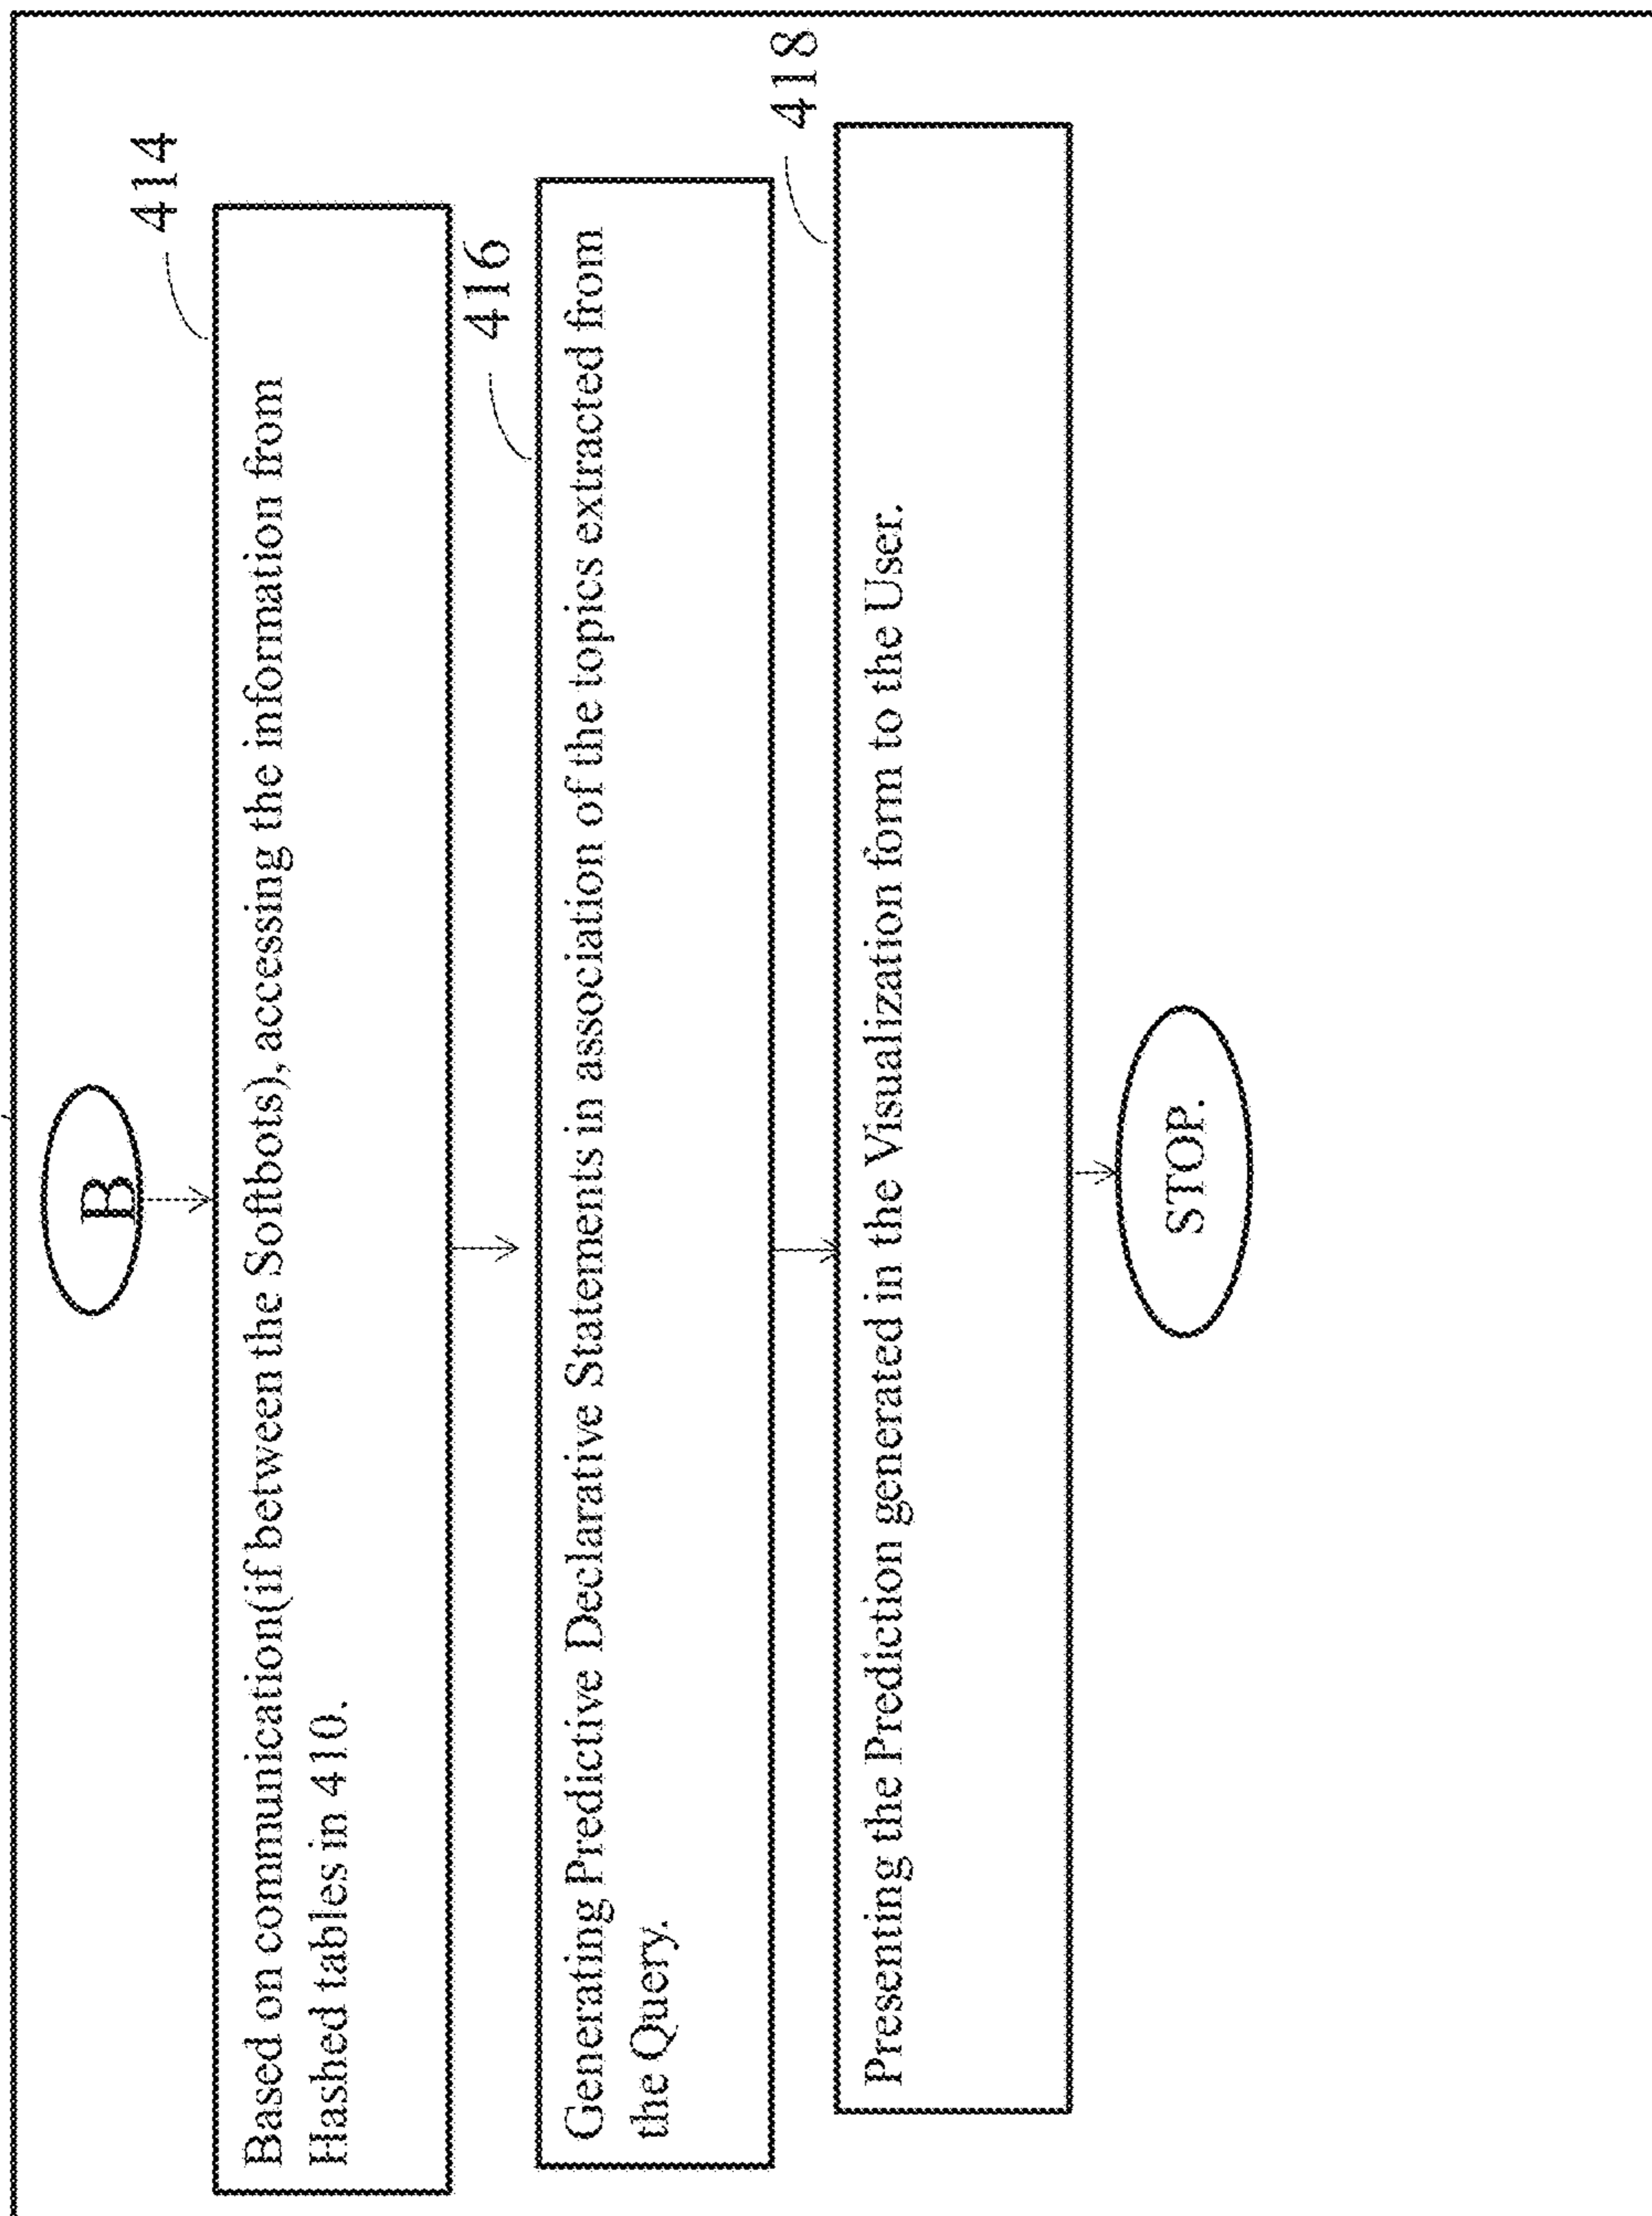 B
414
Based on communication(if between the Softbots), accessing the information from
Hashed tables in 410.
416
Generating Predictive Declarative Statements in association of the topics extracted from
the Query.
418
Presenting the Prediction generated in the Visualization form to the User.
STOP.